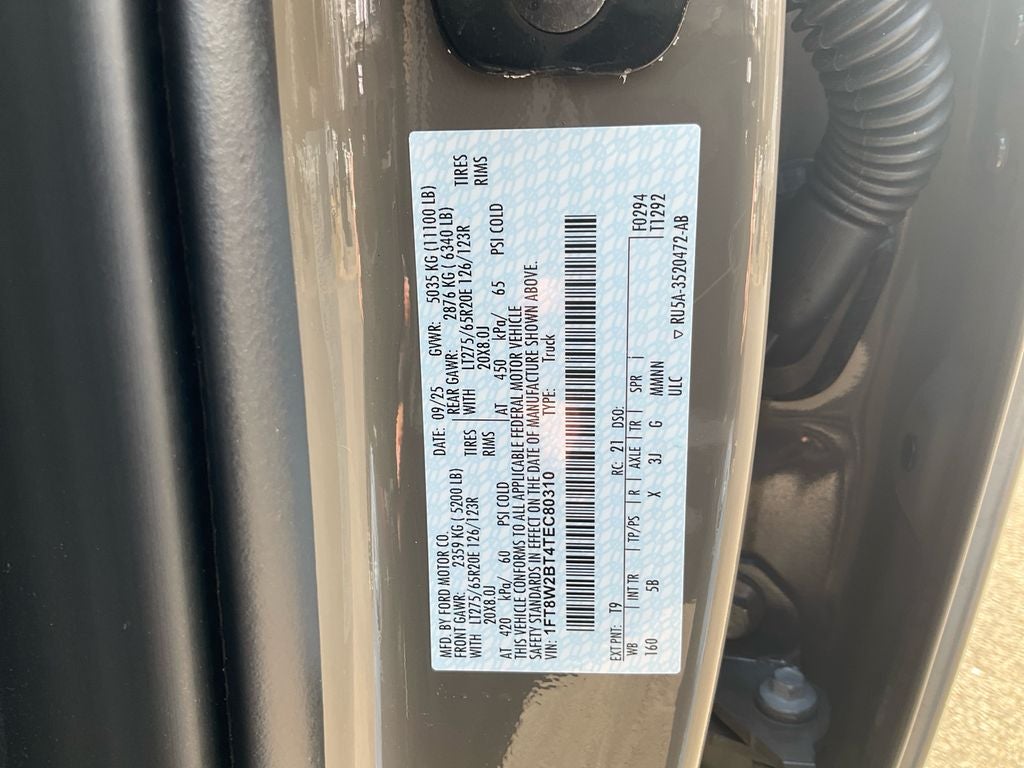 MFD. BY FORD MOTOR CO. DATE: 09/25 GVWR: 5035 KG (11100 LB)
FRONT GAWR: 2359 KG ( 5200 LB) REAR GAWR: 2876 KG ( 6340 LB)
WITH LT275/65R20E 126/123R TIRES WITH LT275/65R20E 126/123R TIRES
20X8.0J RIMS 20X8.0J RIMS
AT 420 kPa/ 60 PSI COLD AT 450 kPa/ 65 PSI COLD
THIS VEHICLE CONFORMS TO ALL APPLICABLE FEDERAL MOTOR VEHICLE
SAFETY STANDARDS IN EFFECT ON THE DATE OF MANUFACTURE SHOWN ABOVE.
VIN: 1FT8W2BT4TEC80310 TYPE: Truck
EXT PNT: T9 RC: 21 DSO: F0294
WB INTTR TP/PS R AXLE TR SPR T1292
160 5B X 3J G MMNNN
ULC
▽ RU5A-3520472-AB